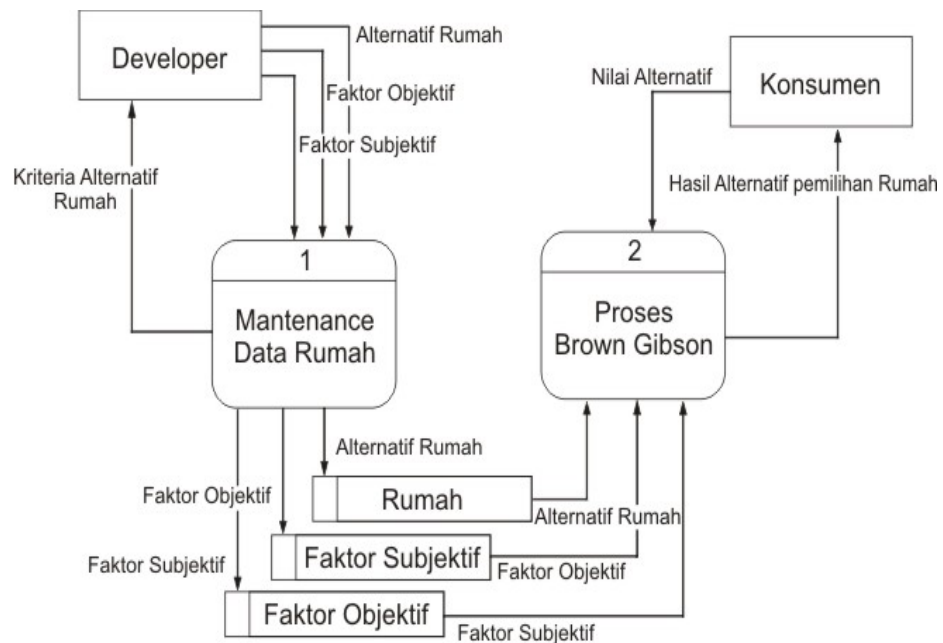 Developer
Alternatif Rumah
Faktor Objektif
Faktor Subjektif
Kriteria Alternatif
Rumah
Nilai Alternatif
Konsumen
Hasil Alternatif pemilihan Rumah
1
Mantenance
Data Rumah
2
Proses
Brown Gibson
Alternatif Rumah
Faktor Objektif
Faktor Subjektif
Rumah
Alternatif Rumah
Faktor Subjektif
Faktor Objektif
Faktor Objektif
Faktor Subjektif